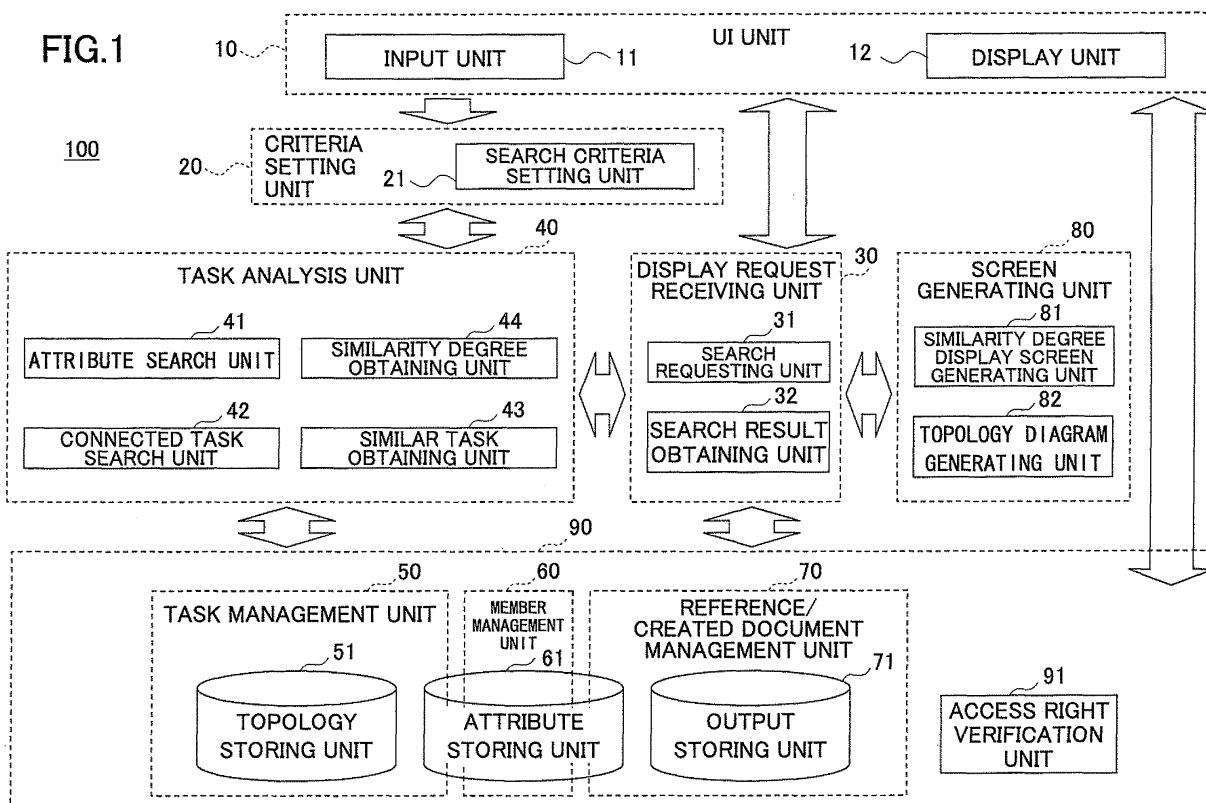 FIG.1
100
10
UI UNIT
INPUT UNIT
11
12
DISPLAY UNIT
20
CRITERIA
SETTING
UNIT
21
SEARCH CRITERIA
SETTING UNIT
40
TASK ANALYSIS UNIT
41
ATTRIBUTE SEARCH UNIT
44
SIMILARITY DEGREE
OBTAINING UNIT
42
CONNECTED TASK
SEARCH UNIT
43
SIMILAR TASK
OBTAINING UNIT
30
DISPLAY REQUEST
RECEIVING UNIT
31
SEARCH
REQUESTING UNIT
32
SEARCH RESULT
OBTAINING UNIT
80
SCREEN
GENERATING UNIT
81
SIMILARITY DEGREE
DISPLAY SCREEN
GENERATING UNIT
82
TOPOLOGY DIAGRAM
GENERATING UNIT
90
50
TASK MANAGEMENT UNIT
51
TOPOLOGY
STORING UNIT
60
MEMBER
MANAGEMENT
UNIT
61
ATTRIBUTE
STORING UNIT
70
REFERENCE/
CREATED DOCUMENT
MANAGEMENT UNIT
71
OUTPUT
STORING UNIT
91
ACCESS RIGHT
VERIFICATION
UNIT